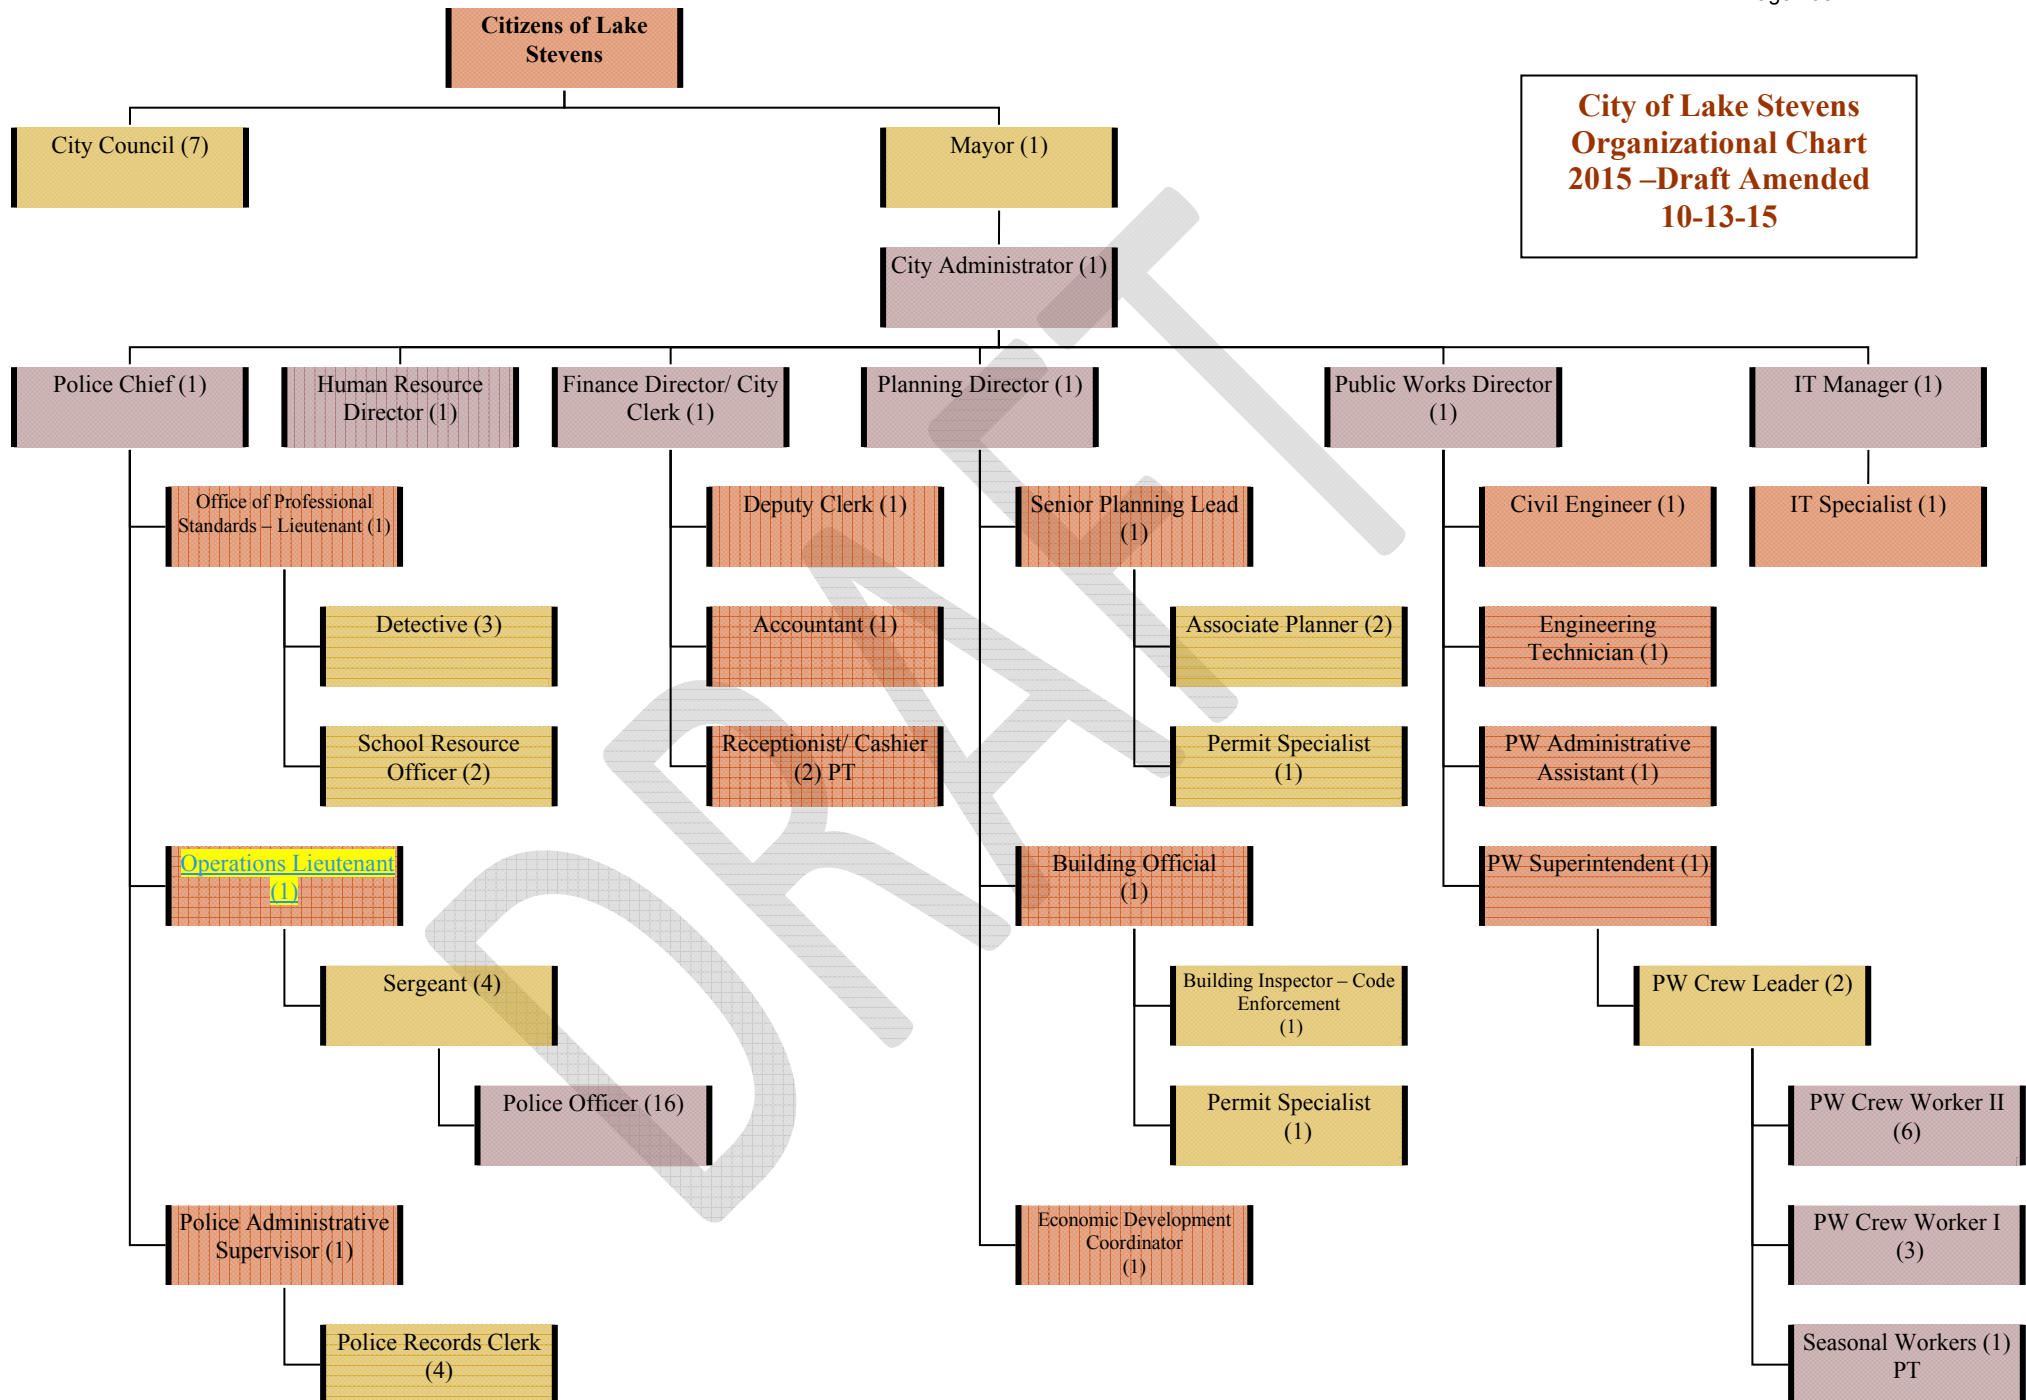 Citizens of Lake
Stevens
City of Lake Stevens
Organizational Chart
2015 –Draft Amended
10-13-15
City Council (7)
Mayor (1)
City Administrator (1)
Police Chief (1)
Human Resource
Director (1)
Finance Director/ City
Clerk (1)
Planning Director (1)
Public Works Director
(1)
IT Manager (1)
Office of Professional
Standards – Lieutenant (1)
Deputy Clerk (1)
Senior Planning Lead
(1)
Civil Engineer (1)
IT Specialist (1)
Detective (3)
Accountant (1)
Associate Planner (2)
Engineering
Technician (1)
School Resource
Officer (2)
Receptionist/ Cashier
(2) PT
Permit Specialist
(1)
PW Administrative
Assistant (1)
Operations Lieutenant
(1)
Building Official
(1)
PW Superintendent (1)
Sergeant (4)
Building Inspector – Code
Enforcement
(1)
PW Crew Leader (2)
Police Officer (16)
Permit Specialist
(1)
PW Crew Worker II
(6)
Police Administrative
Supervisor (1)
Economic Development
Coordinator
(1)
PW Crew Worker I
(3)
Police Records Clerk
(4)
Seasonal Workers (1)
PT
DRAFT